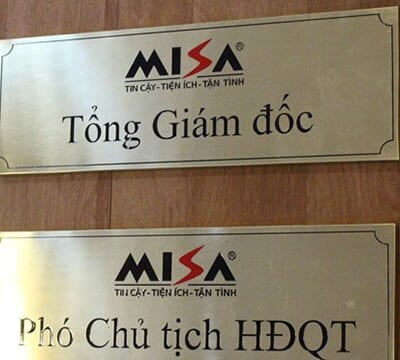 MISA®
TIN CẬY-TIỆN ÍCH-TẬN TÌNH
Tổng Giám đốc
MISA®
TIN CẬY-TIỆN ÍCH-TẬN TÌNH
Phó Chủ tịch HĐQT